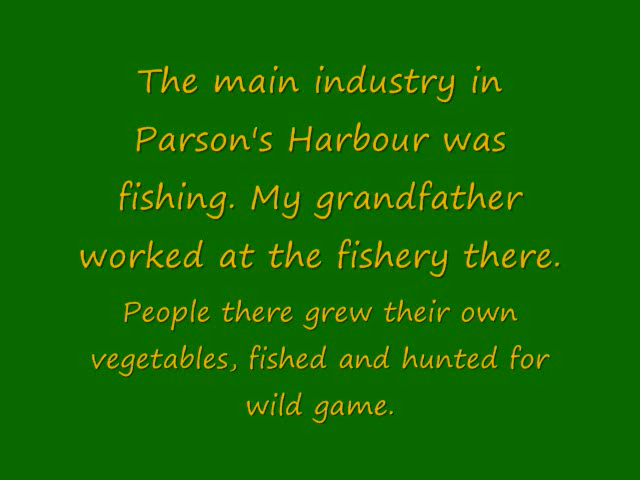 The main industry in
Parson's Harbour was
fishing. My grandfather
worked at the fishery there.
People there grew their own
vegetables, fished and hunted for
wild game.